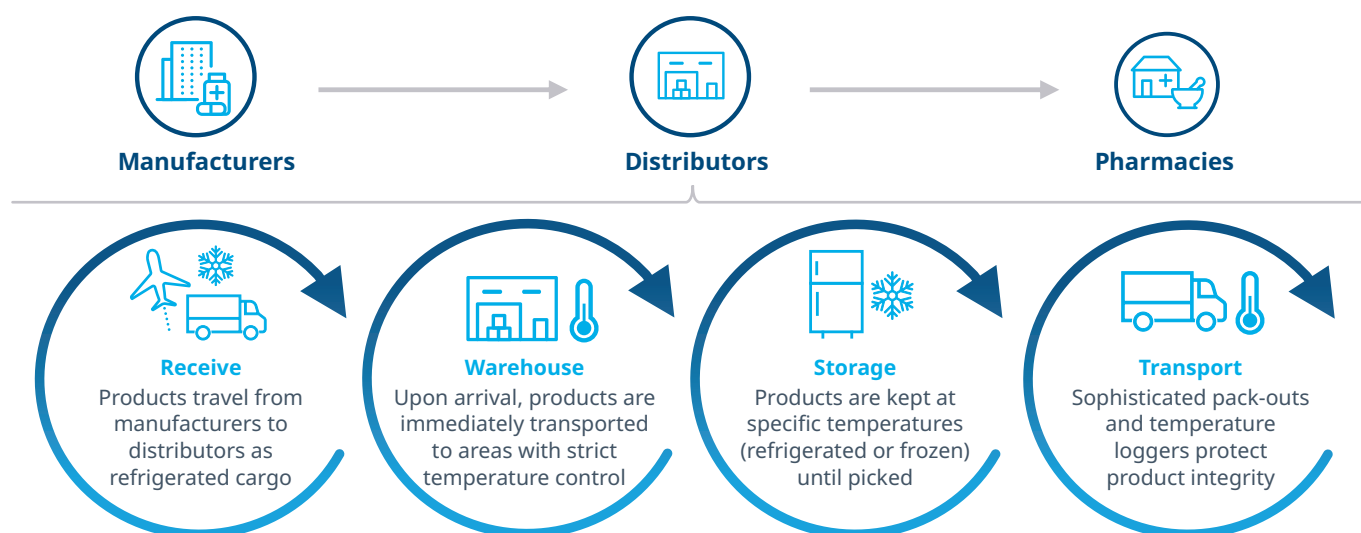 Manufacturers
Distributors
Pharmacies
Receive
Products travel from
manufacturers to
distributors as
refrigerated cargo
Warehouse
Upon arrival, products are
immediately transported
to areas with strict
temperature control
Storage
Products are kept at
specific temperatures
(refrigerated or frozen)
until picked
Transport
Sophisticated pack-outs
and temperature
loggers protect
product integrity